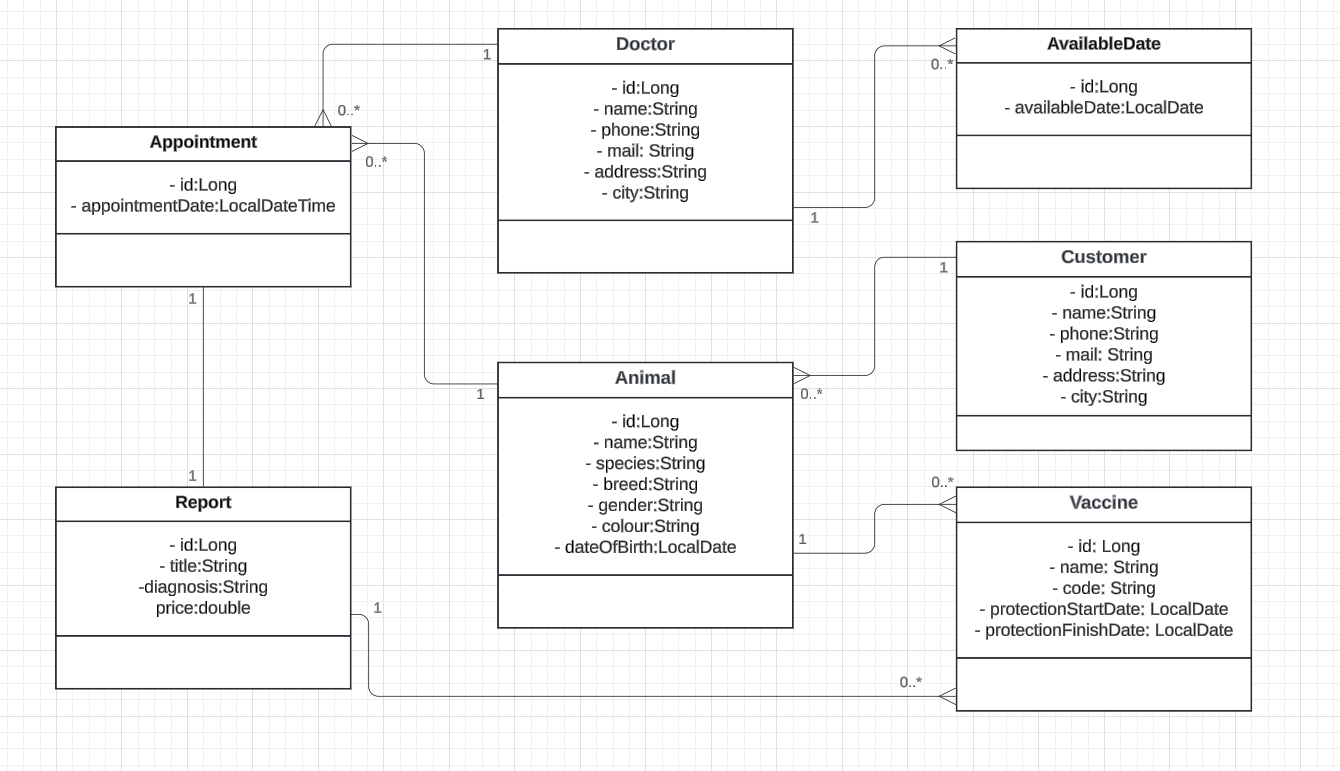 Doctor
- id:Long
- name:String
- phone:String
- mail: String
- address:String
- city:String
1
0..*
1
AvailableDate
- id:Long
- availableDate:LocalDate
0..*
Appointment
- id:Long
- appointmentDate:LocalDateTime
0..*
1
Customer
- id:Long
- name:String
- phone:String
- mail: String
- address:String
- city:String
1
Animal
- id:Long
- name:String
- species:String
- breed:String
- gender:String
- colour:String
- dateOfBirth:LocalDate
1
0..*
1
Report
- id:Long
- title:String
-diagnosis:String
price:double
1
1
Vaccine
- id: Long
- name: String
- code: String
- protectionStartDate: LocalDate
- protectionFinishDate: LocalDate
0..*
0..*